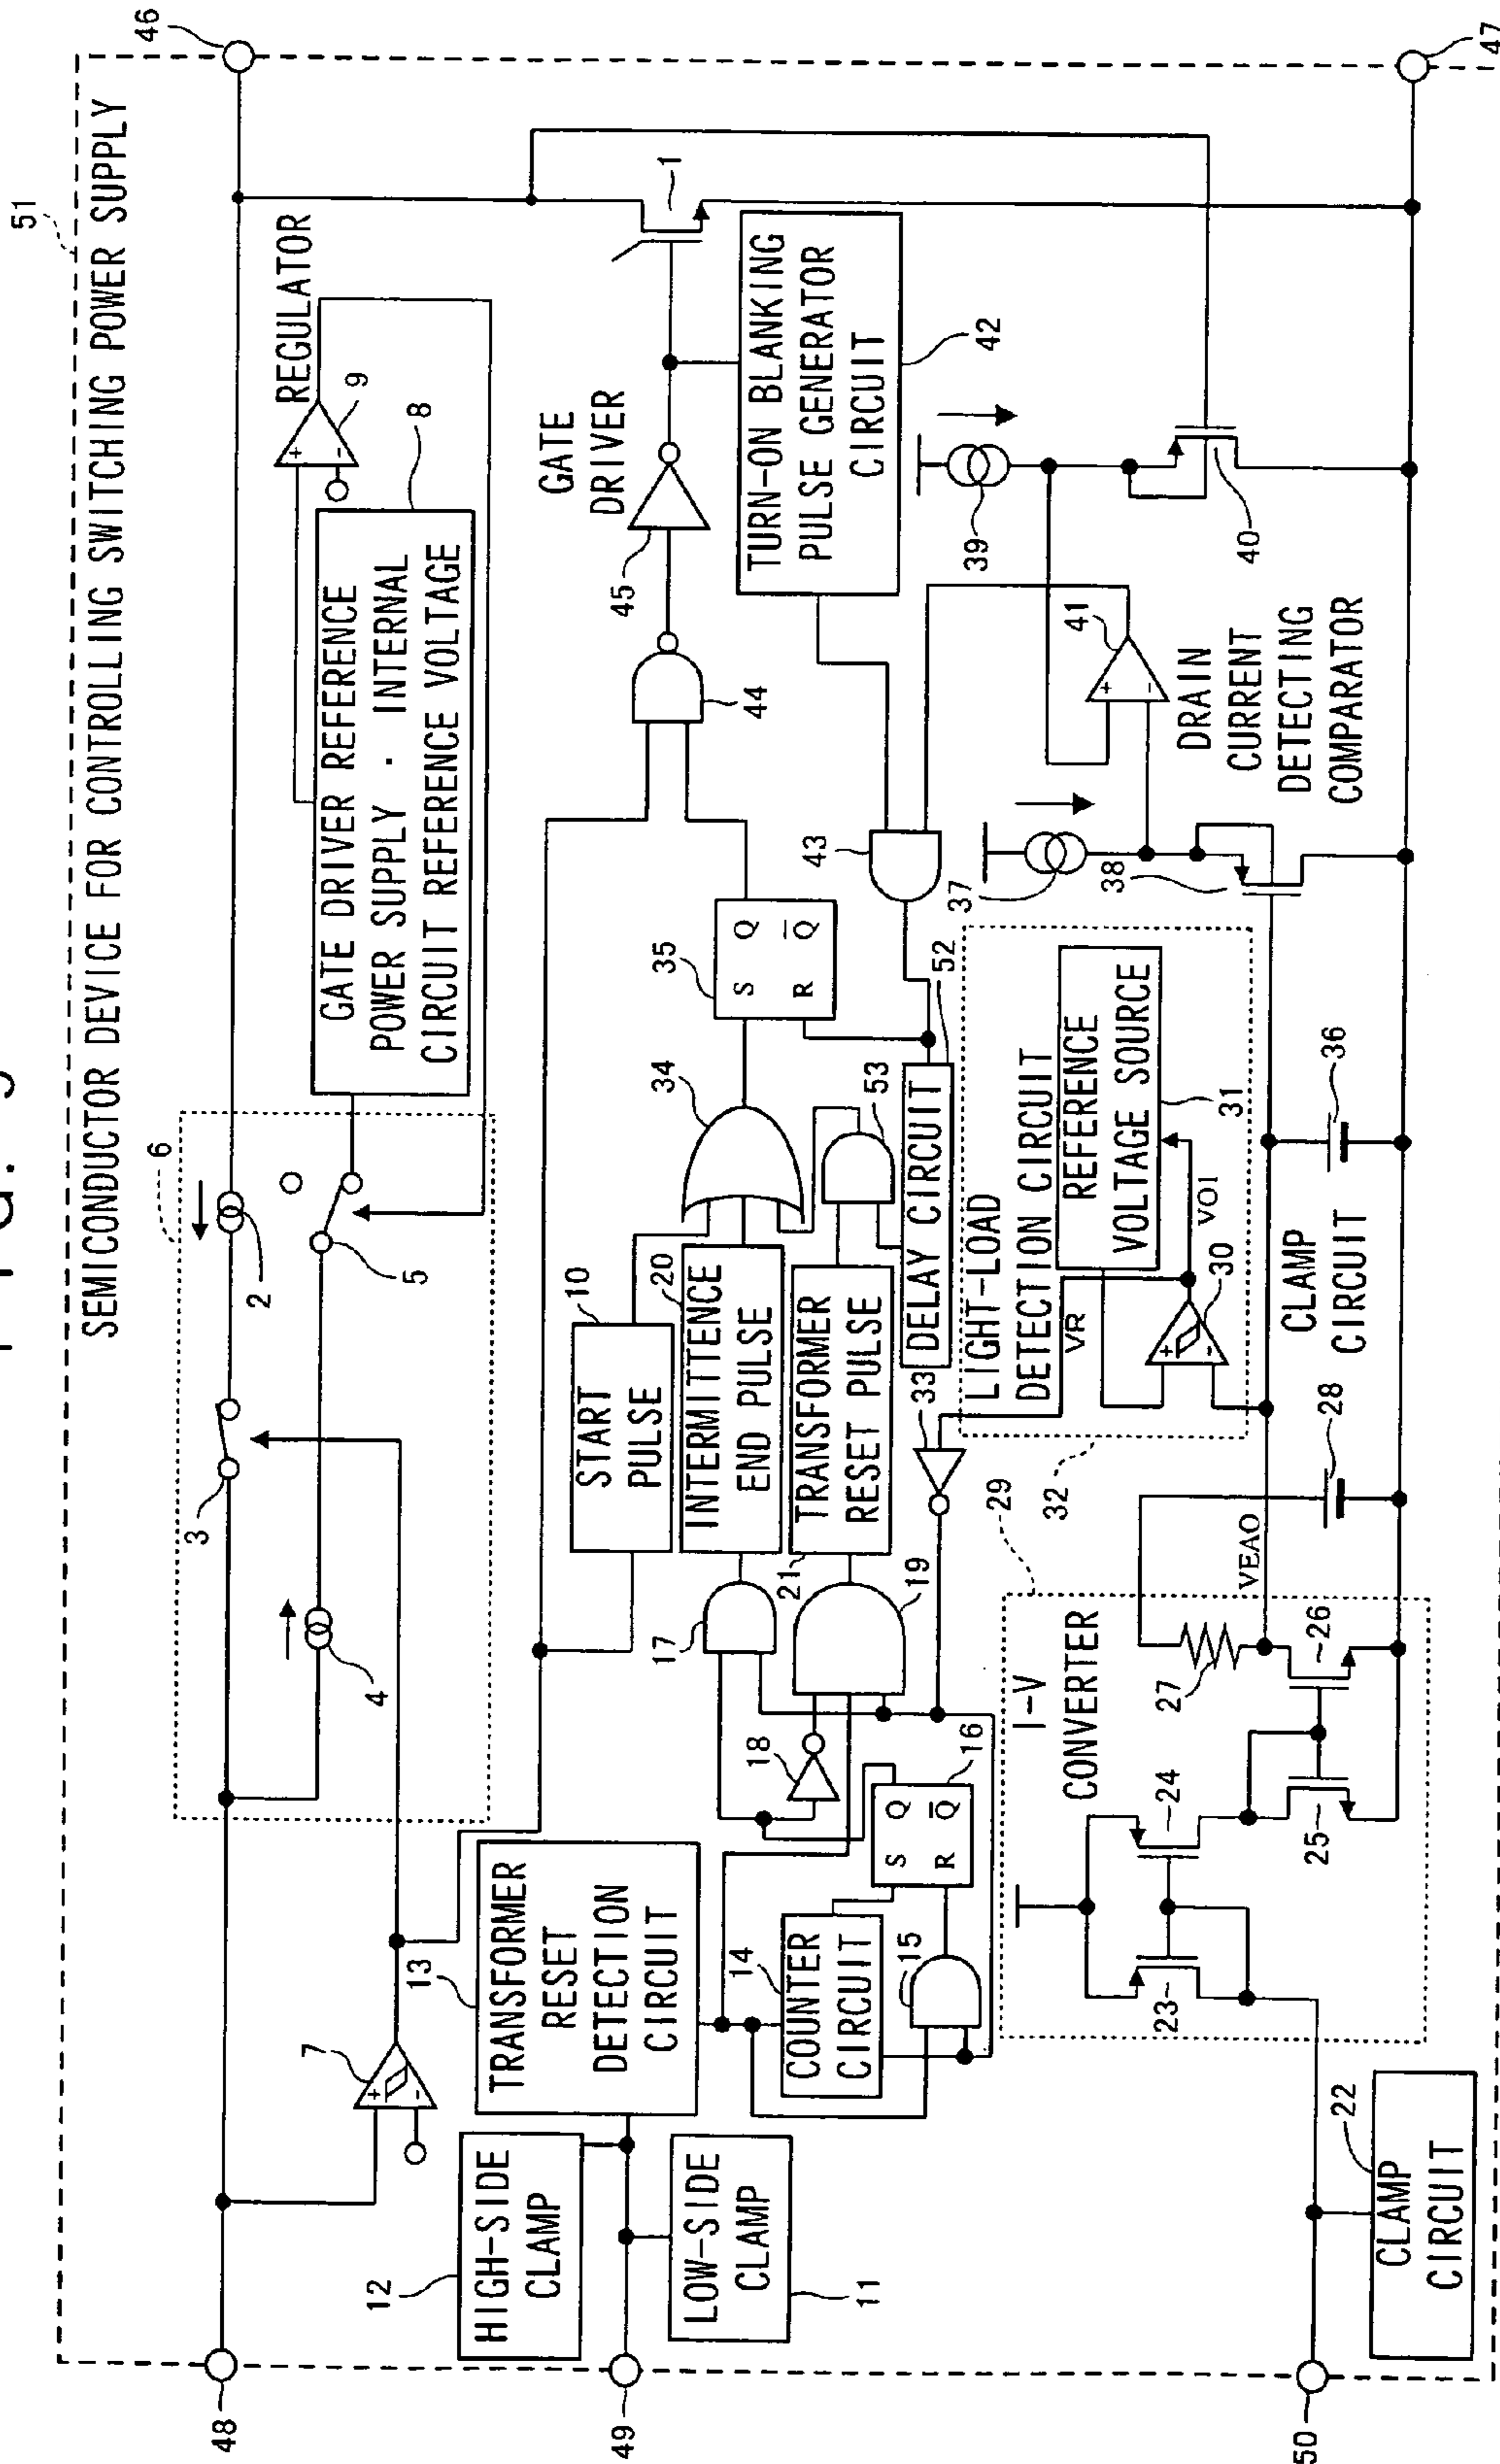 51
SEMICONDUCTOR DEVICE FOR CONTROLLING SWITCHING POWER SUPPLY
46
47
48
49
50
6
3
2
4
5
7
REGULATOR
9
+
-
8
GATE DRIVER REFERENCE
POWER SUPPLY · INTERNAL
CIRCUIT REFERENCE VOLTAGE
+
-
12
HIGH-SIDE
CLAMP
LOW-SIDE
CLAMP
11
13
TRANSFORMER
RESET
DETECTION
CIRCUIT
14
COUNTER
CIRCUIT
15
16
S
Q
R
Q̅
17
18
19
10
START
PULSE
20
INTERMITTENCE
END PULSE
21
TRANSFORMER
RESET PULSE
34
53
DELAY CIRCUIT
52
33
35
S
Q
R
Q̅
43
44
45
GATE
DRIVER
1
TURN-ON BLANKING
PULSE GENERATOR
CIRCUIT
42
39
40
41
+
-
DRAIN
CURRENT
DETECTING
COMPARATOR
37
38
LIGHT-LOAD
DETECTION CIRCUIT
REFERENCE
VOLTAGE SOURCE
31
VR
VO1
30
+
-
32
36
CLAMP
CIRCUIT
28
29
VEAO
I-V
CONVERTER
23
24
25
26
27
22
CLAMP
CIRCUIT